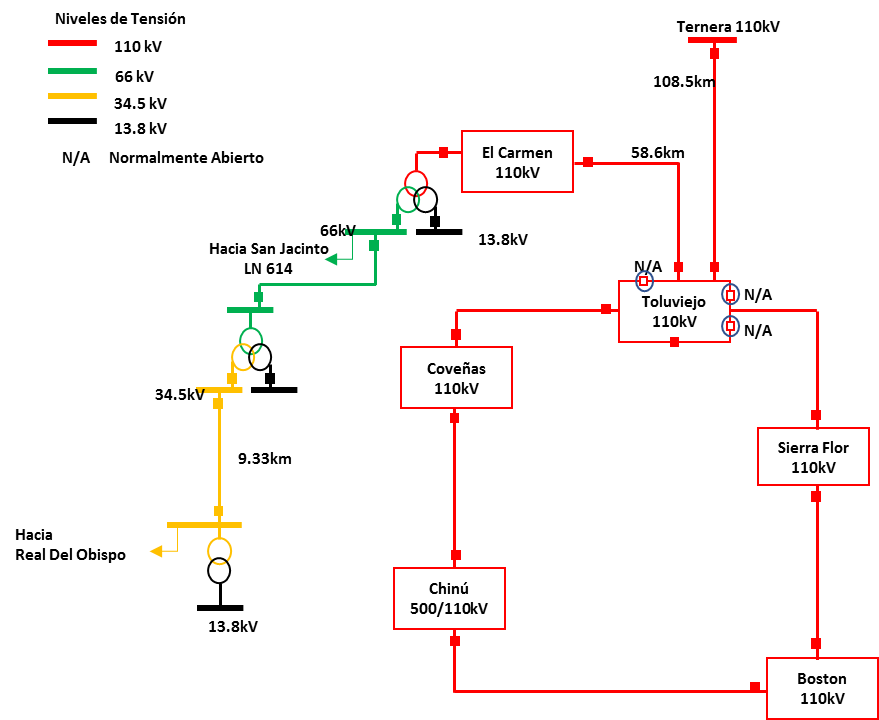 Niveles de Tensión
110 kV
66 kV
34.5 kV
13.8 kV
N/A Normalmente Abierto
Ternera 110kV
108.5km
El Carmen
110kV
58.6km
66kV
13.8kV
Hacia San Jacinto
LN 614
N/A
Toluviejo
110kV
N/A
N/A
Coveñas
110kV
34.5kV
9.33km
Sierra Flor
110kV
Hacia
Real Del Obispo
13.8kV
Chinú
500/110kV
Boston
110kV